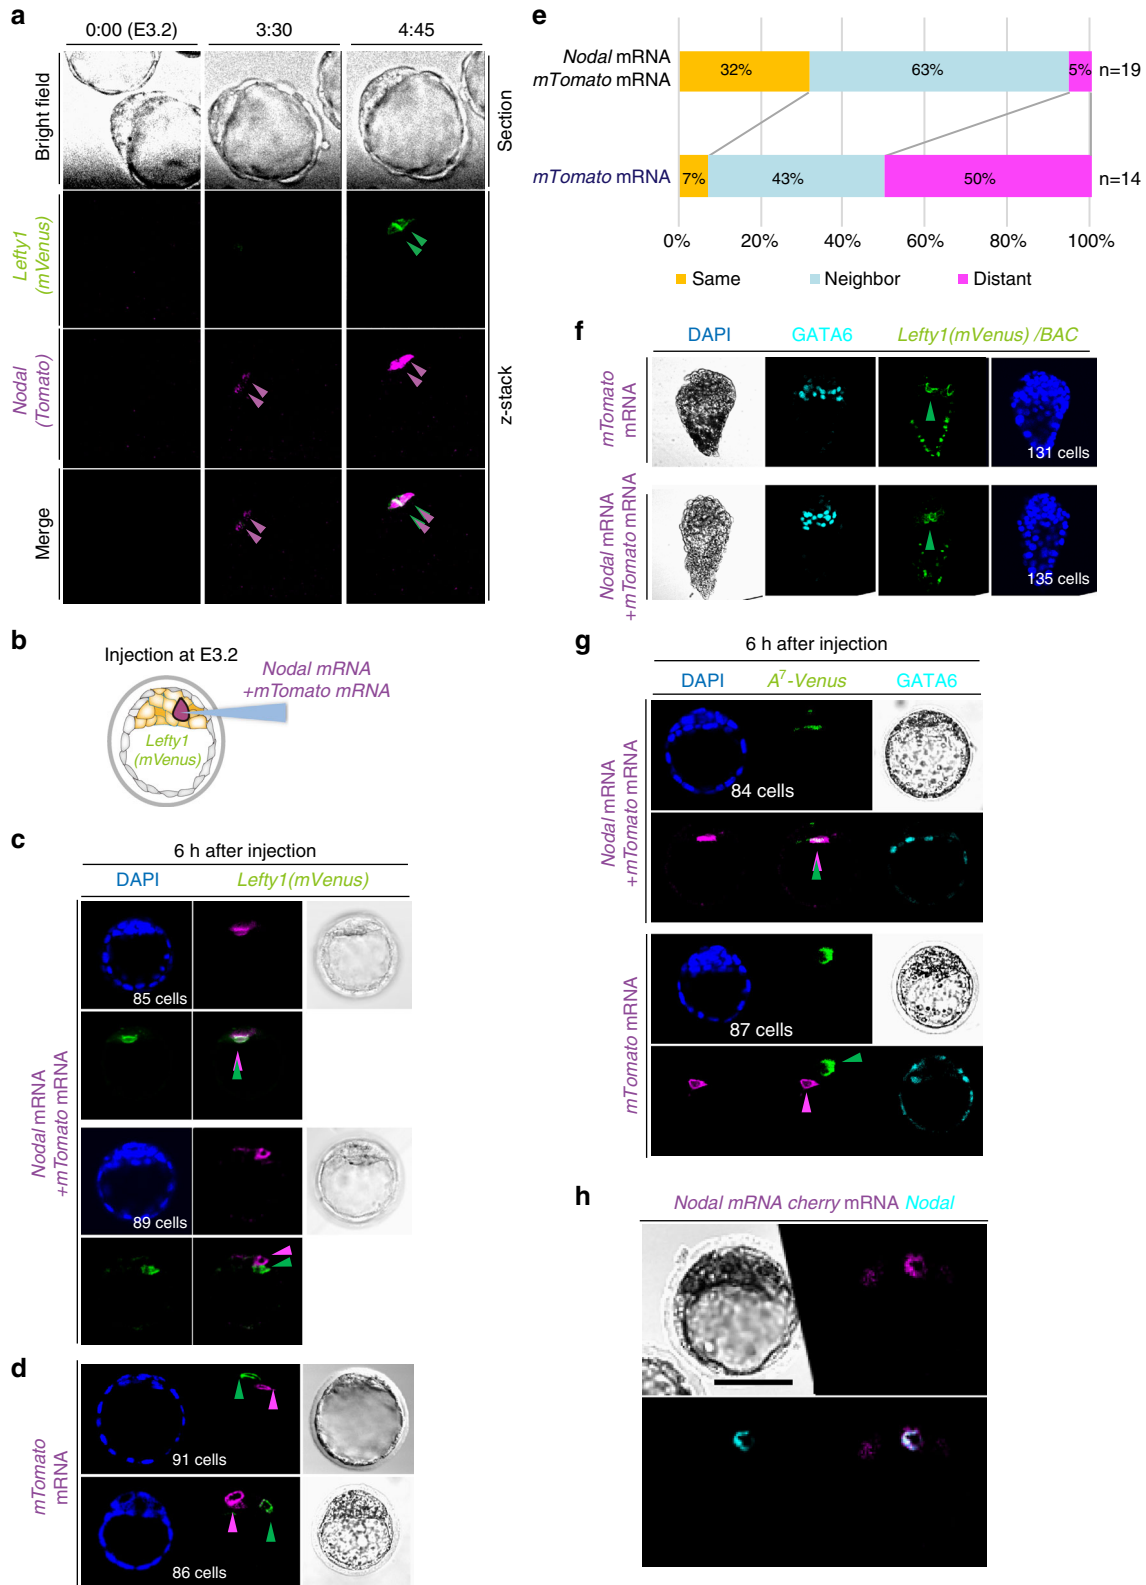 a
0:00 (E3.2)
3:30
4:45
Bright field
Section
Lefty1
(mVenus)
Nodal
(Tomato)
Merge
z-stack
b
Injection at E3.2
Nodal mRNA
+mTomato mRNA
Lefty1
(mVenus)
c
6 h after injection
DAPI
Lefty1(mVenus)
Nodal mRNA
+mTomato mRNA
85 cells
89 cells
d
mTomato
mRNA
91 cells
86 cells
e
Nodal mRNA
mTomato mRNA
32%
63%
5%
n=19
mTomato mRNA
7%
43%
50%
n=14
0%
20%
40%
60%
80%
100%
Same
Neighbor
Distant
f
DAPI
GATA6
Lefty1(mVenus) /BAC
mTomato
mRNA
131 cells
Nodal mRNA
+mTomato mRNA
135 cells
g
6 h after injection
DAPI
A7-Venus
GATA6
Nodal mRNA
+mTomato mRNA
84 cells
mTomato mRNA
87 cells
h
Nodal mRNA cherry mRNA Nodal